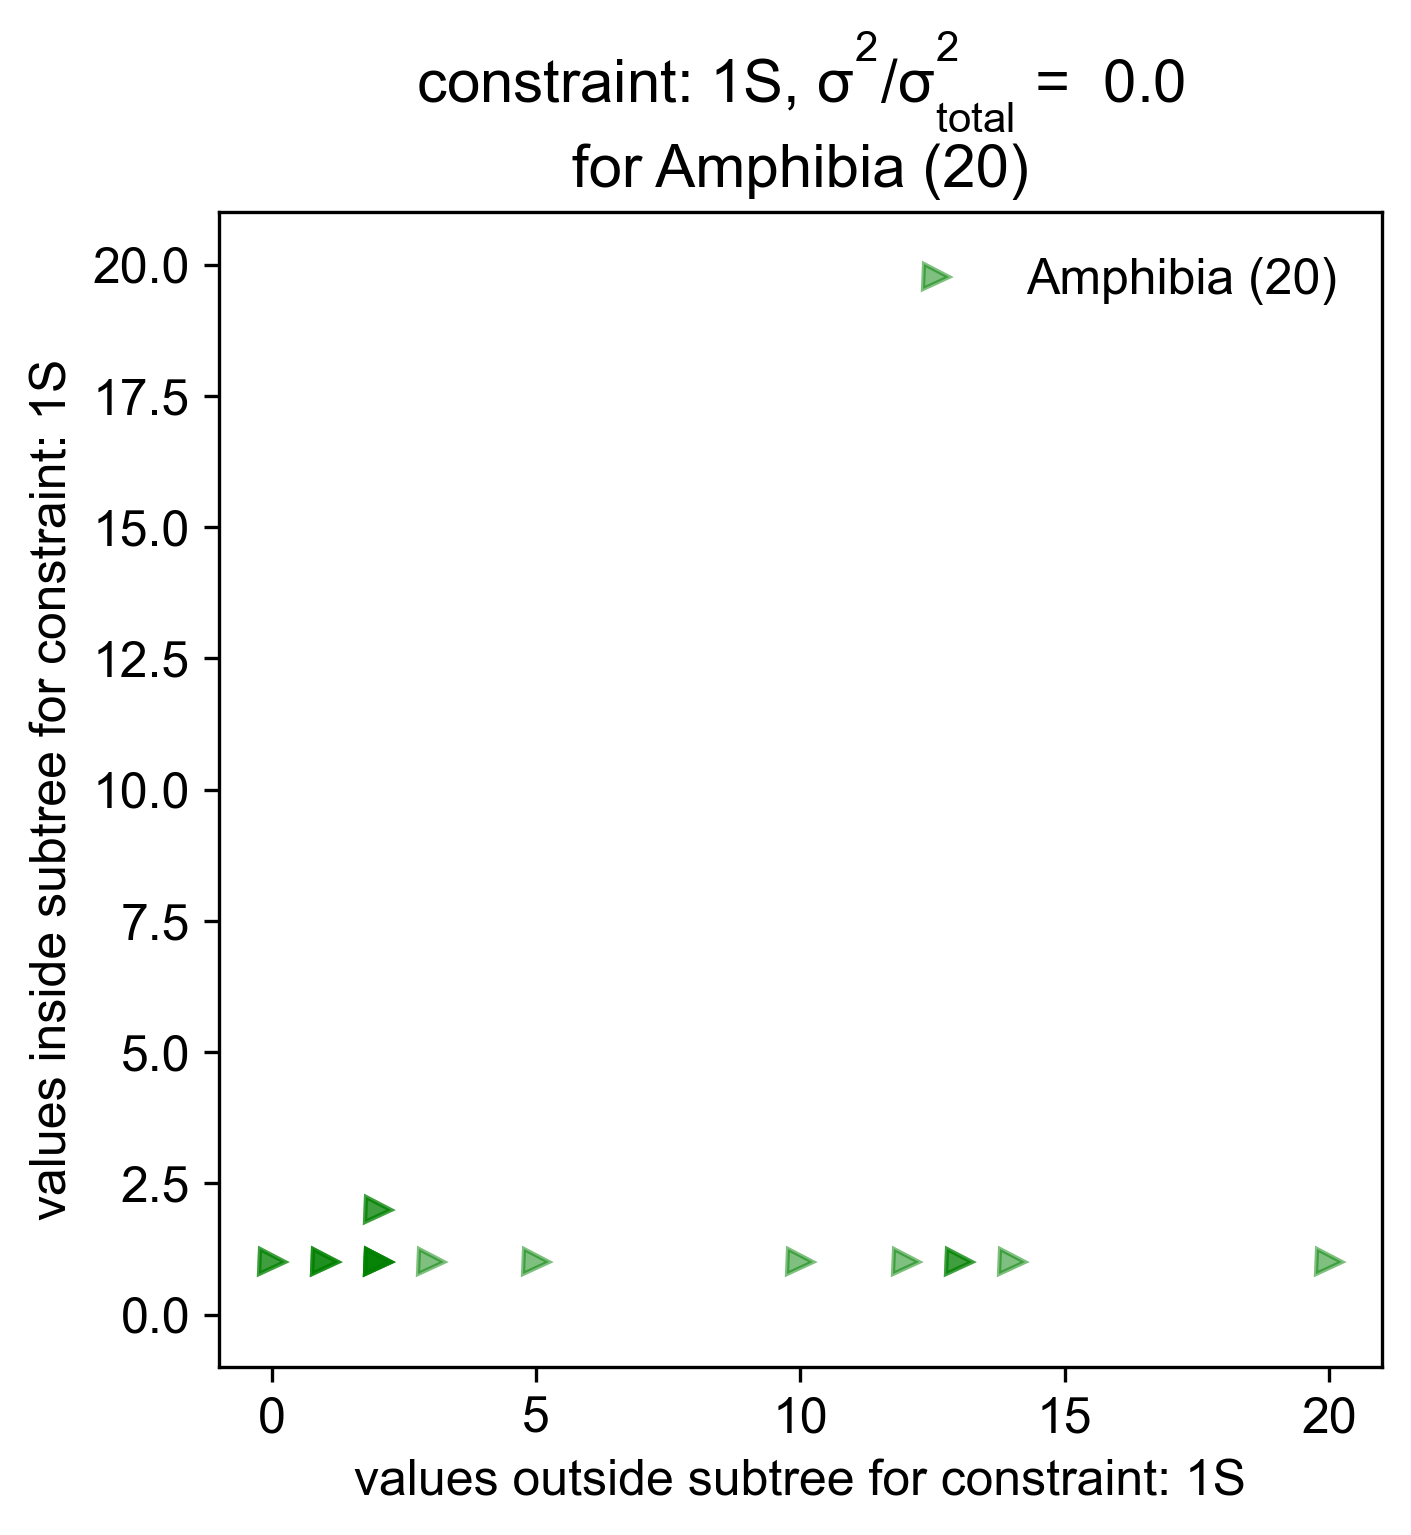 constraint: 1S, σ²/σ²total = 0.0
for Amphibia (20)
Amphibia (20)
values inside subtree for constraint: 1S
20.0
17.5
15.0
12.5
10.0
7.5
5.0
2.5
0.0
0 5 10 15 20
values outside subtree for constraint: 1S